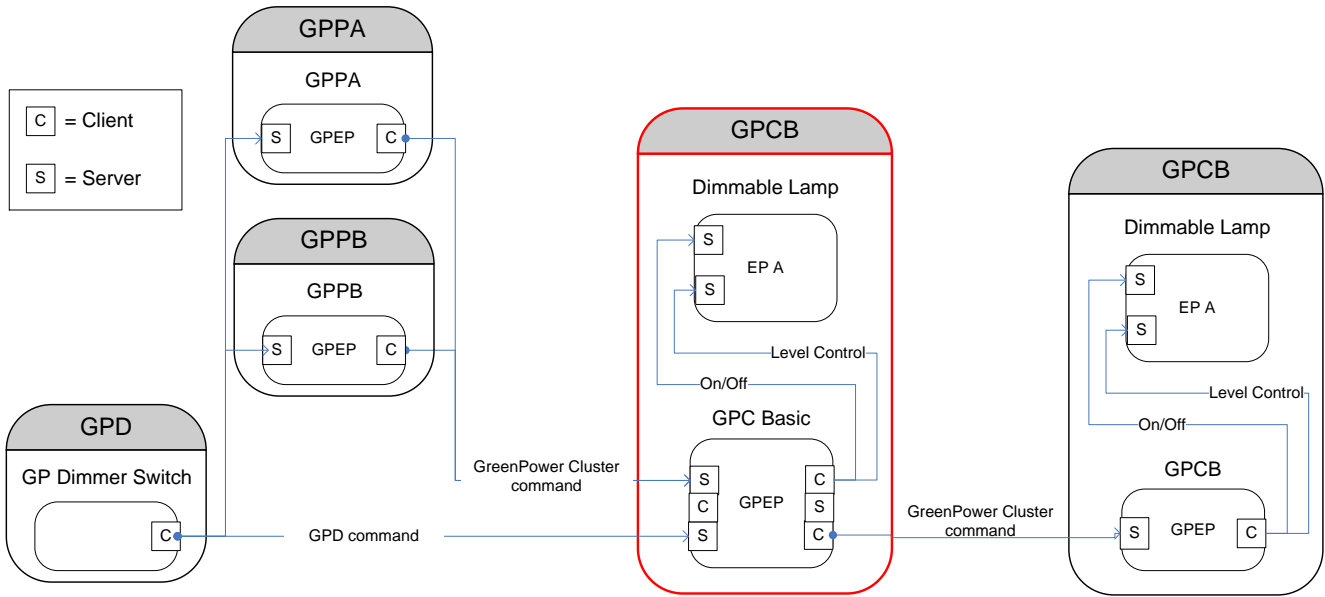 C = Client
S = Server
GPPA
GPPA
S GPEP C
GPPB
GPPB
S GPEP C
GPD
GP Dimmer Switch
C
GreenPower Cluster
command
GPD command
GPCB
Dimmable Lamp
S
EP A
S
Level Control
On/Off
GPC Basic
S C
C GPEP S
S C
GreenPower Cluster
command
GPCB
Dimmable Lamp
S
EP A
S
Level Control
On/Off
GPCB
S GPEP C